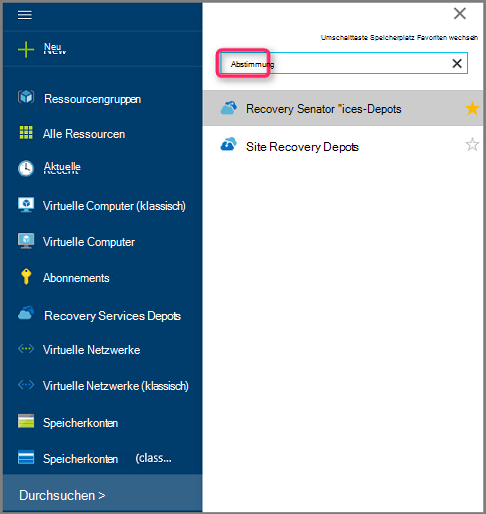 Neu
Ressourcengruppen
Alle Ressourcen
Aktuelle
Virtuelle Computer (klassisch)
Virtuelle Computer
Abonnements
Recovery Services Depots
Virtuelle Netzwerke
Virtuelle Netzwerke (klassisch)
Speicherkonten
Speicherkonten (class...
Durchsuchen >
Umschalttaste Speicherplatz Favoriten wechseln
Abstimmung
Recovery Senator "ices-Depots
Site Recovery Depots